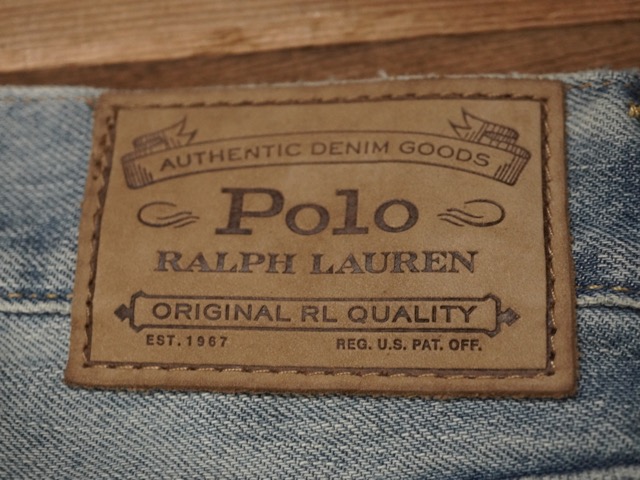 AUTHENTIC DENIM GOODS
Polo
RALPH LAUREN
ORIGINAL RL QUALITY
EST. 1967 REG. U.S. PAT. OFF.